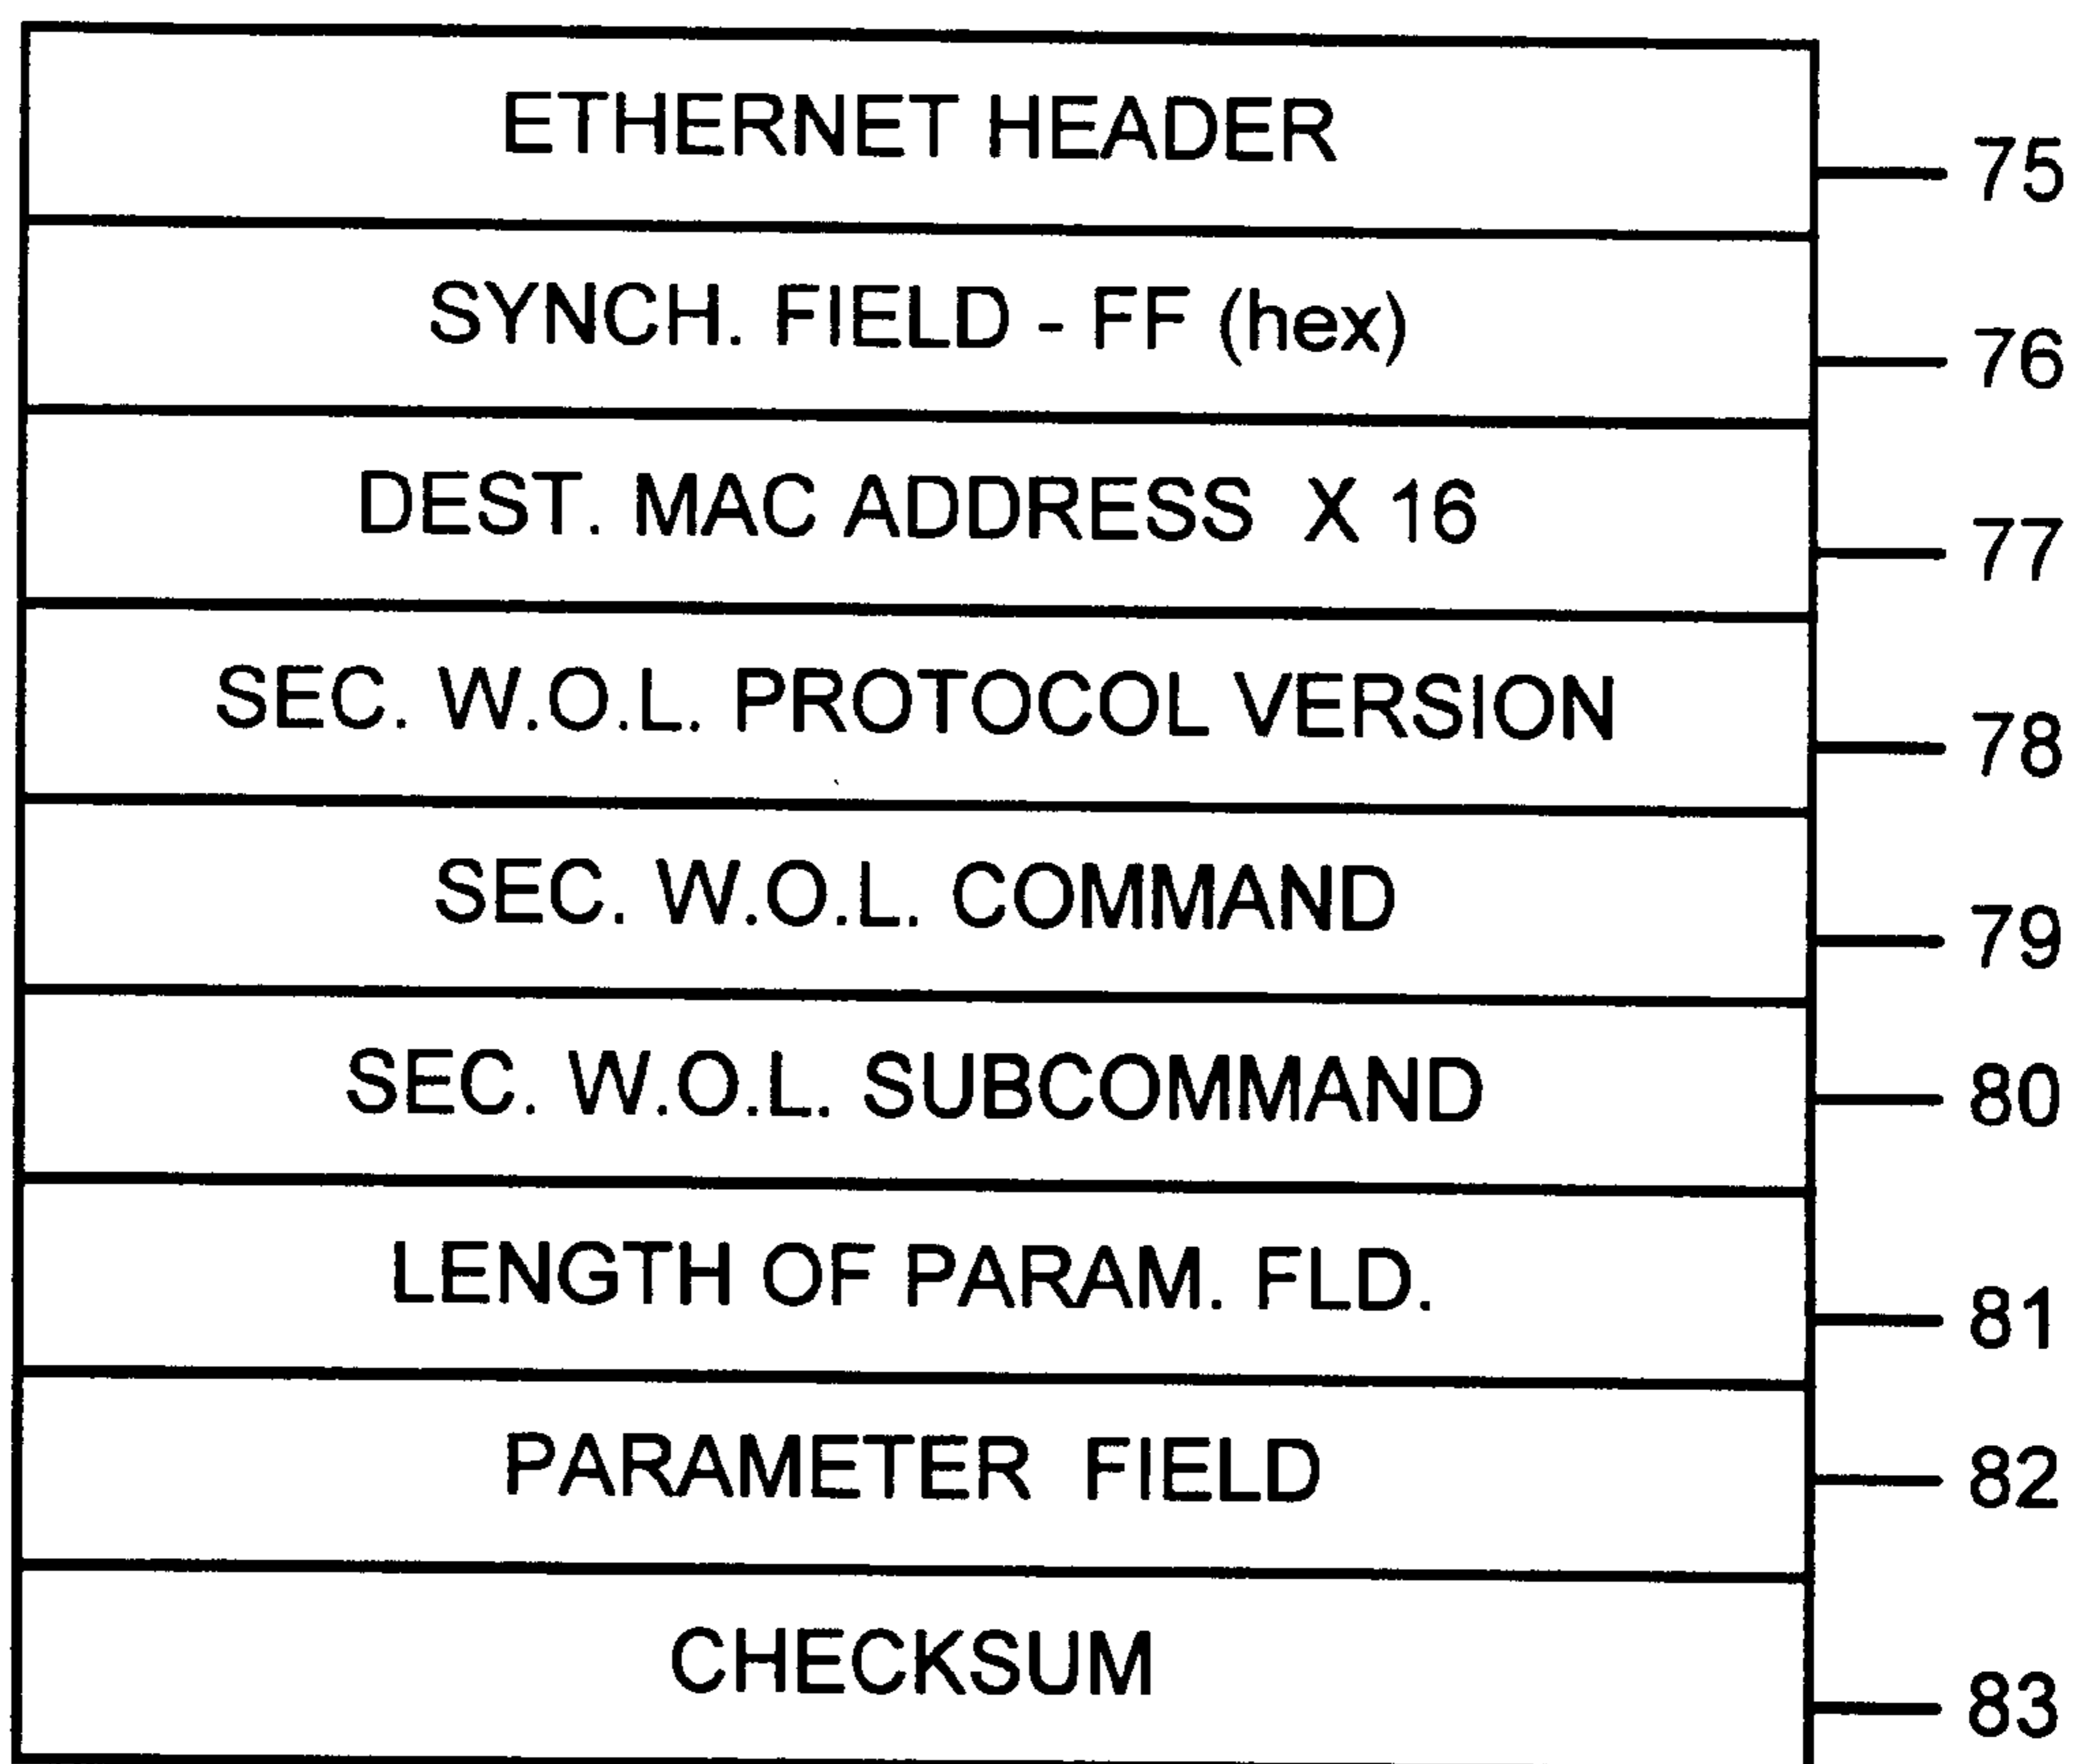 ETHERNET HEADER 75
SYNCH. FIELD - FF (hex) 76
DEST. MAC ADDRESS X 16 77
SEC. W.O.L. PROTOCOL VERSION 78
SEC. W.O.L. COMMAND 79
SEC. W.O.L. SUBCOMMAND 80
LENGTH OF PARAM. FLD. 81
PARAMETER FIELD 82
CHECKSUM 83